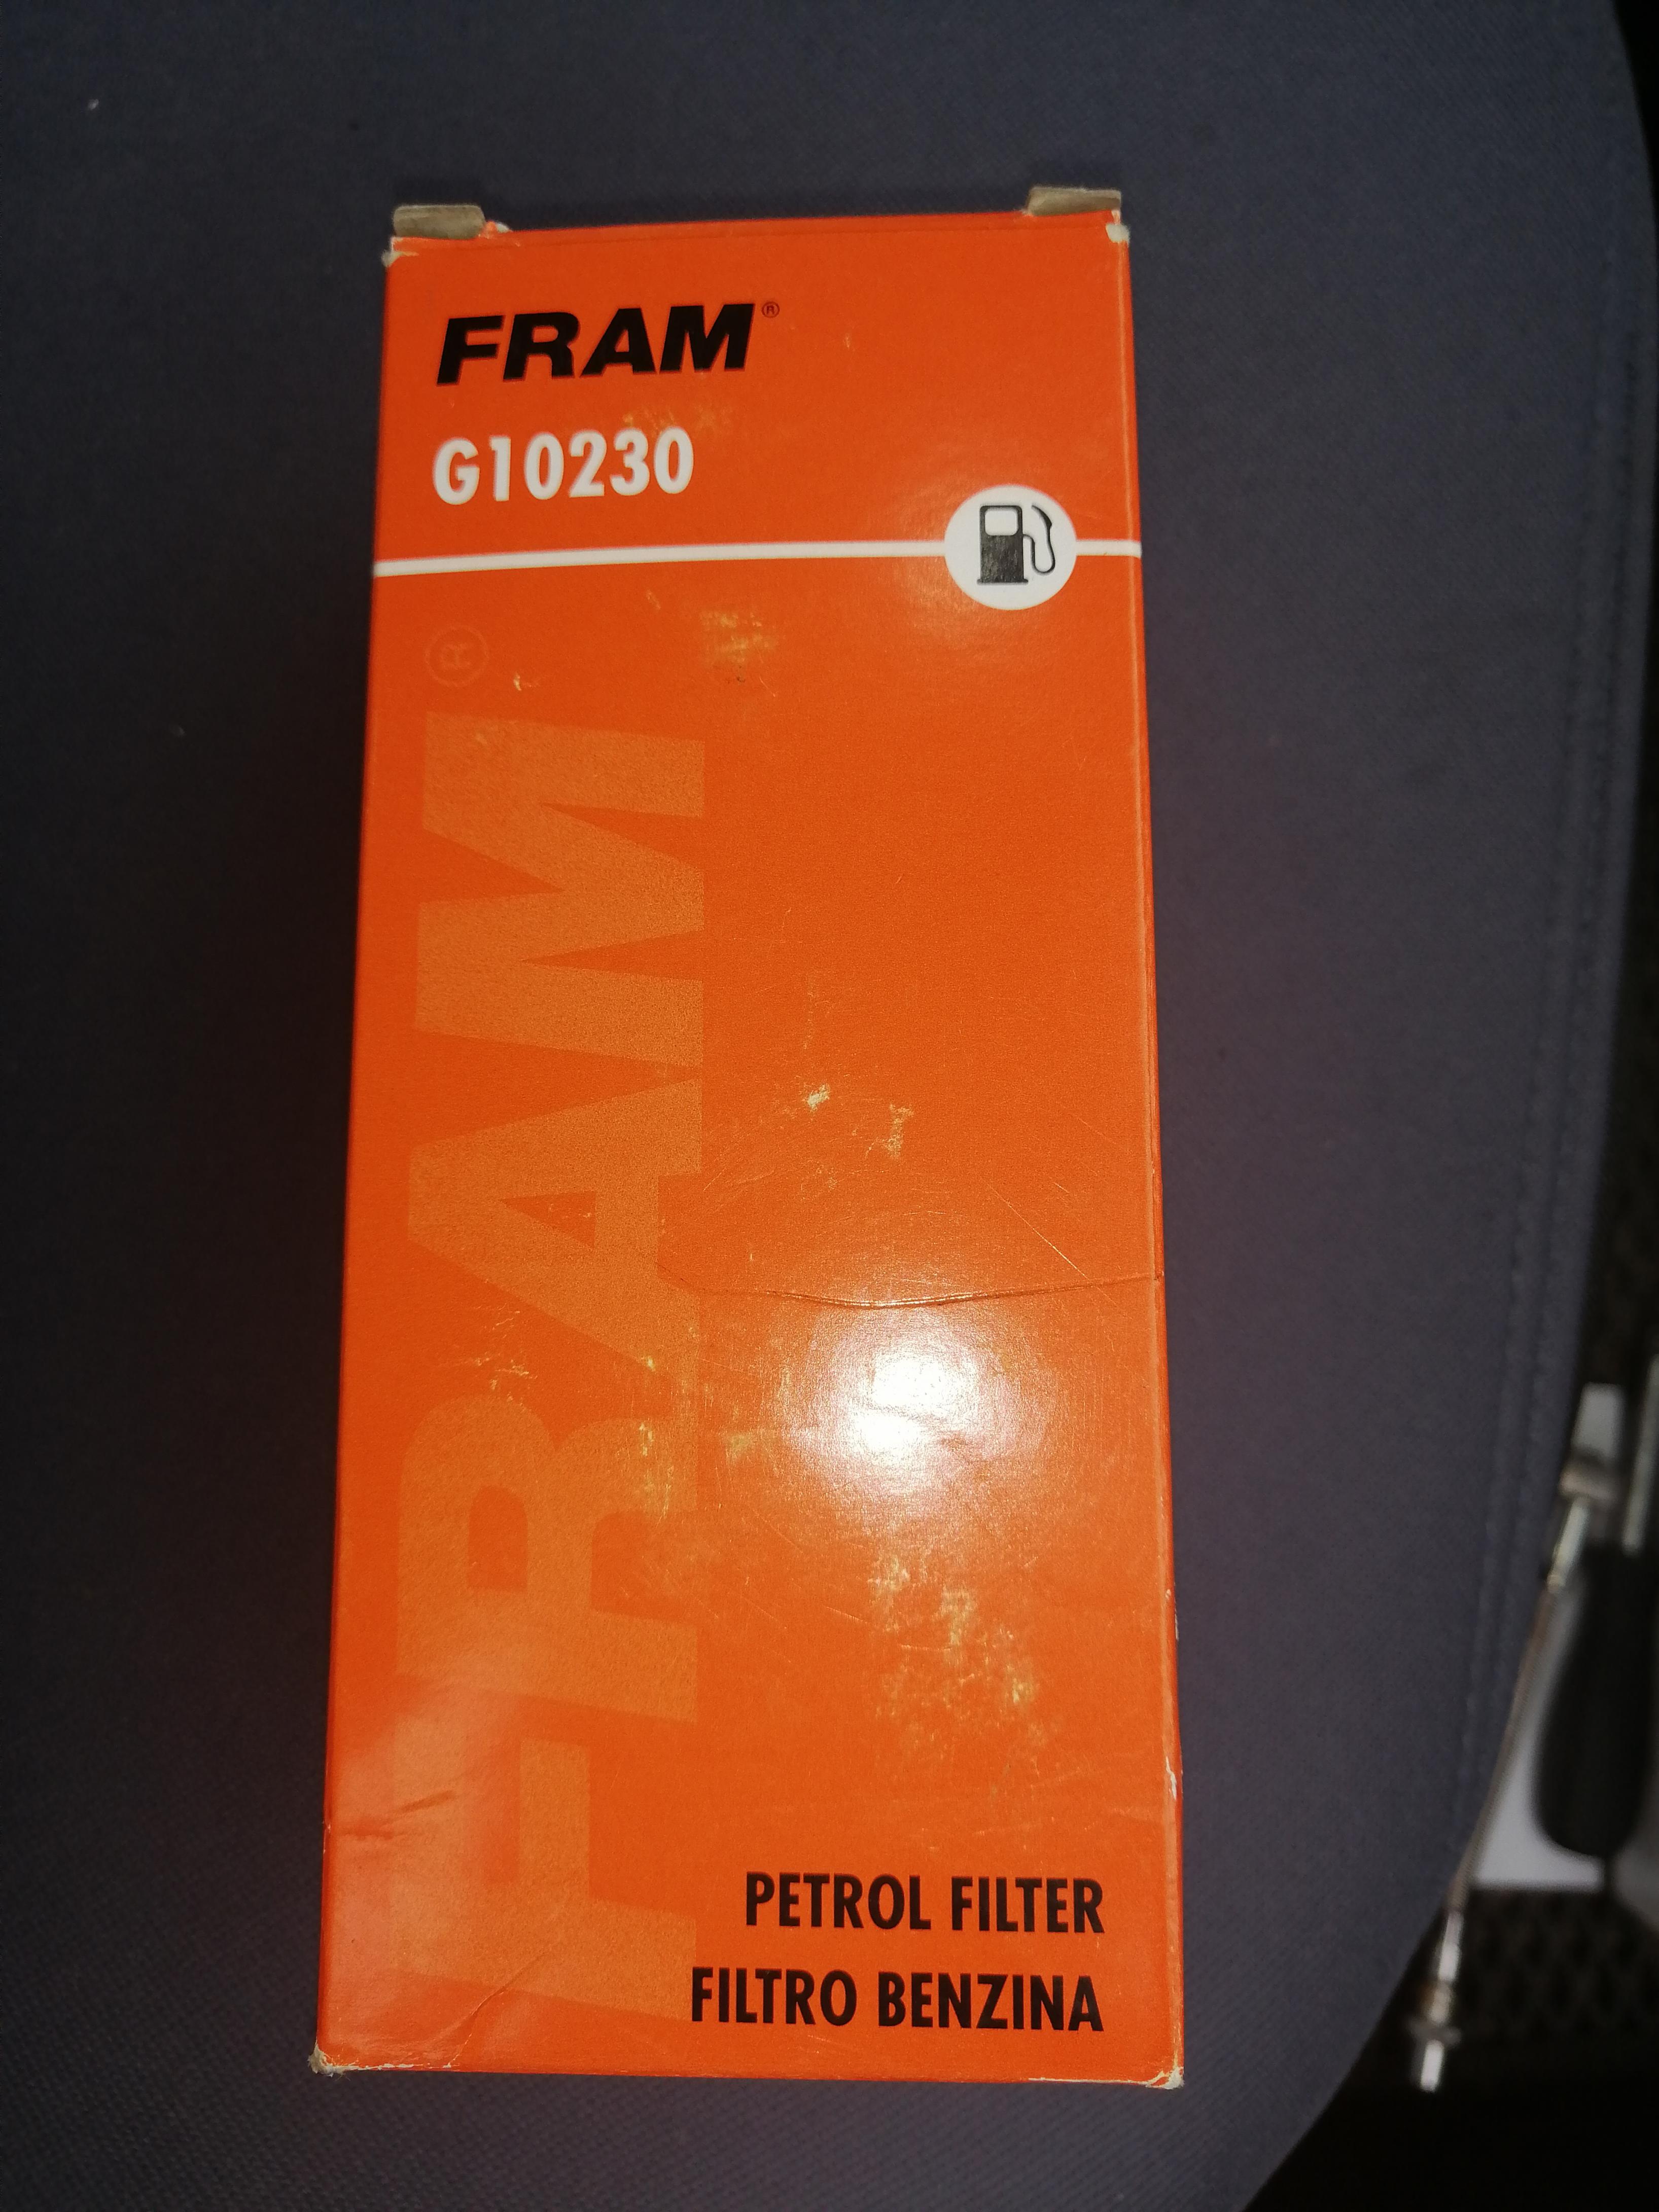 FRAM®
G10230
FRAM®
PETROL FILTER
FILTRO BENZINA